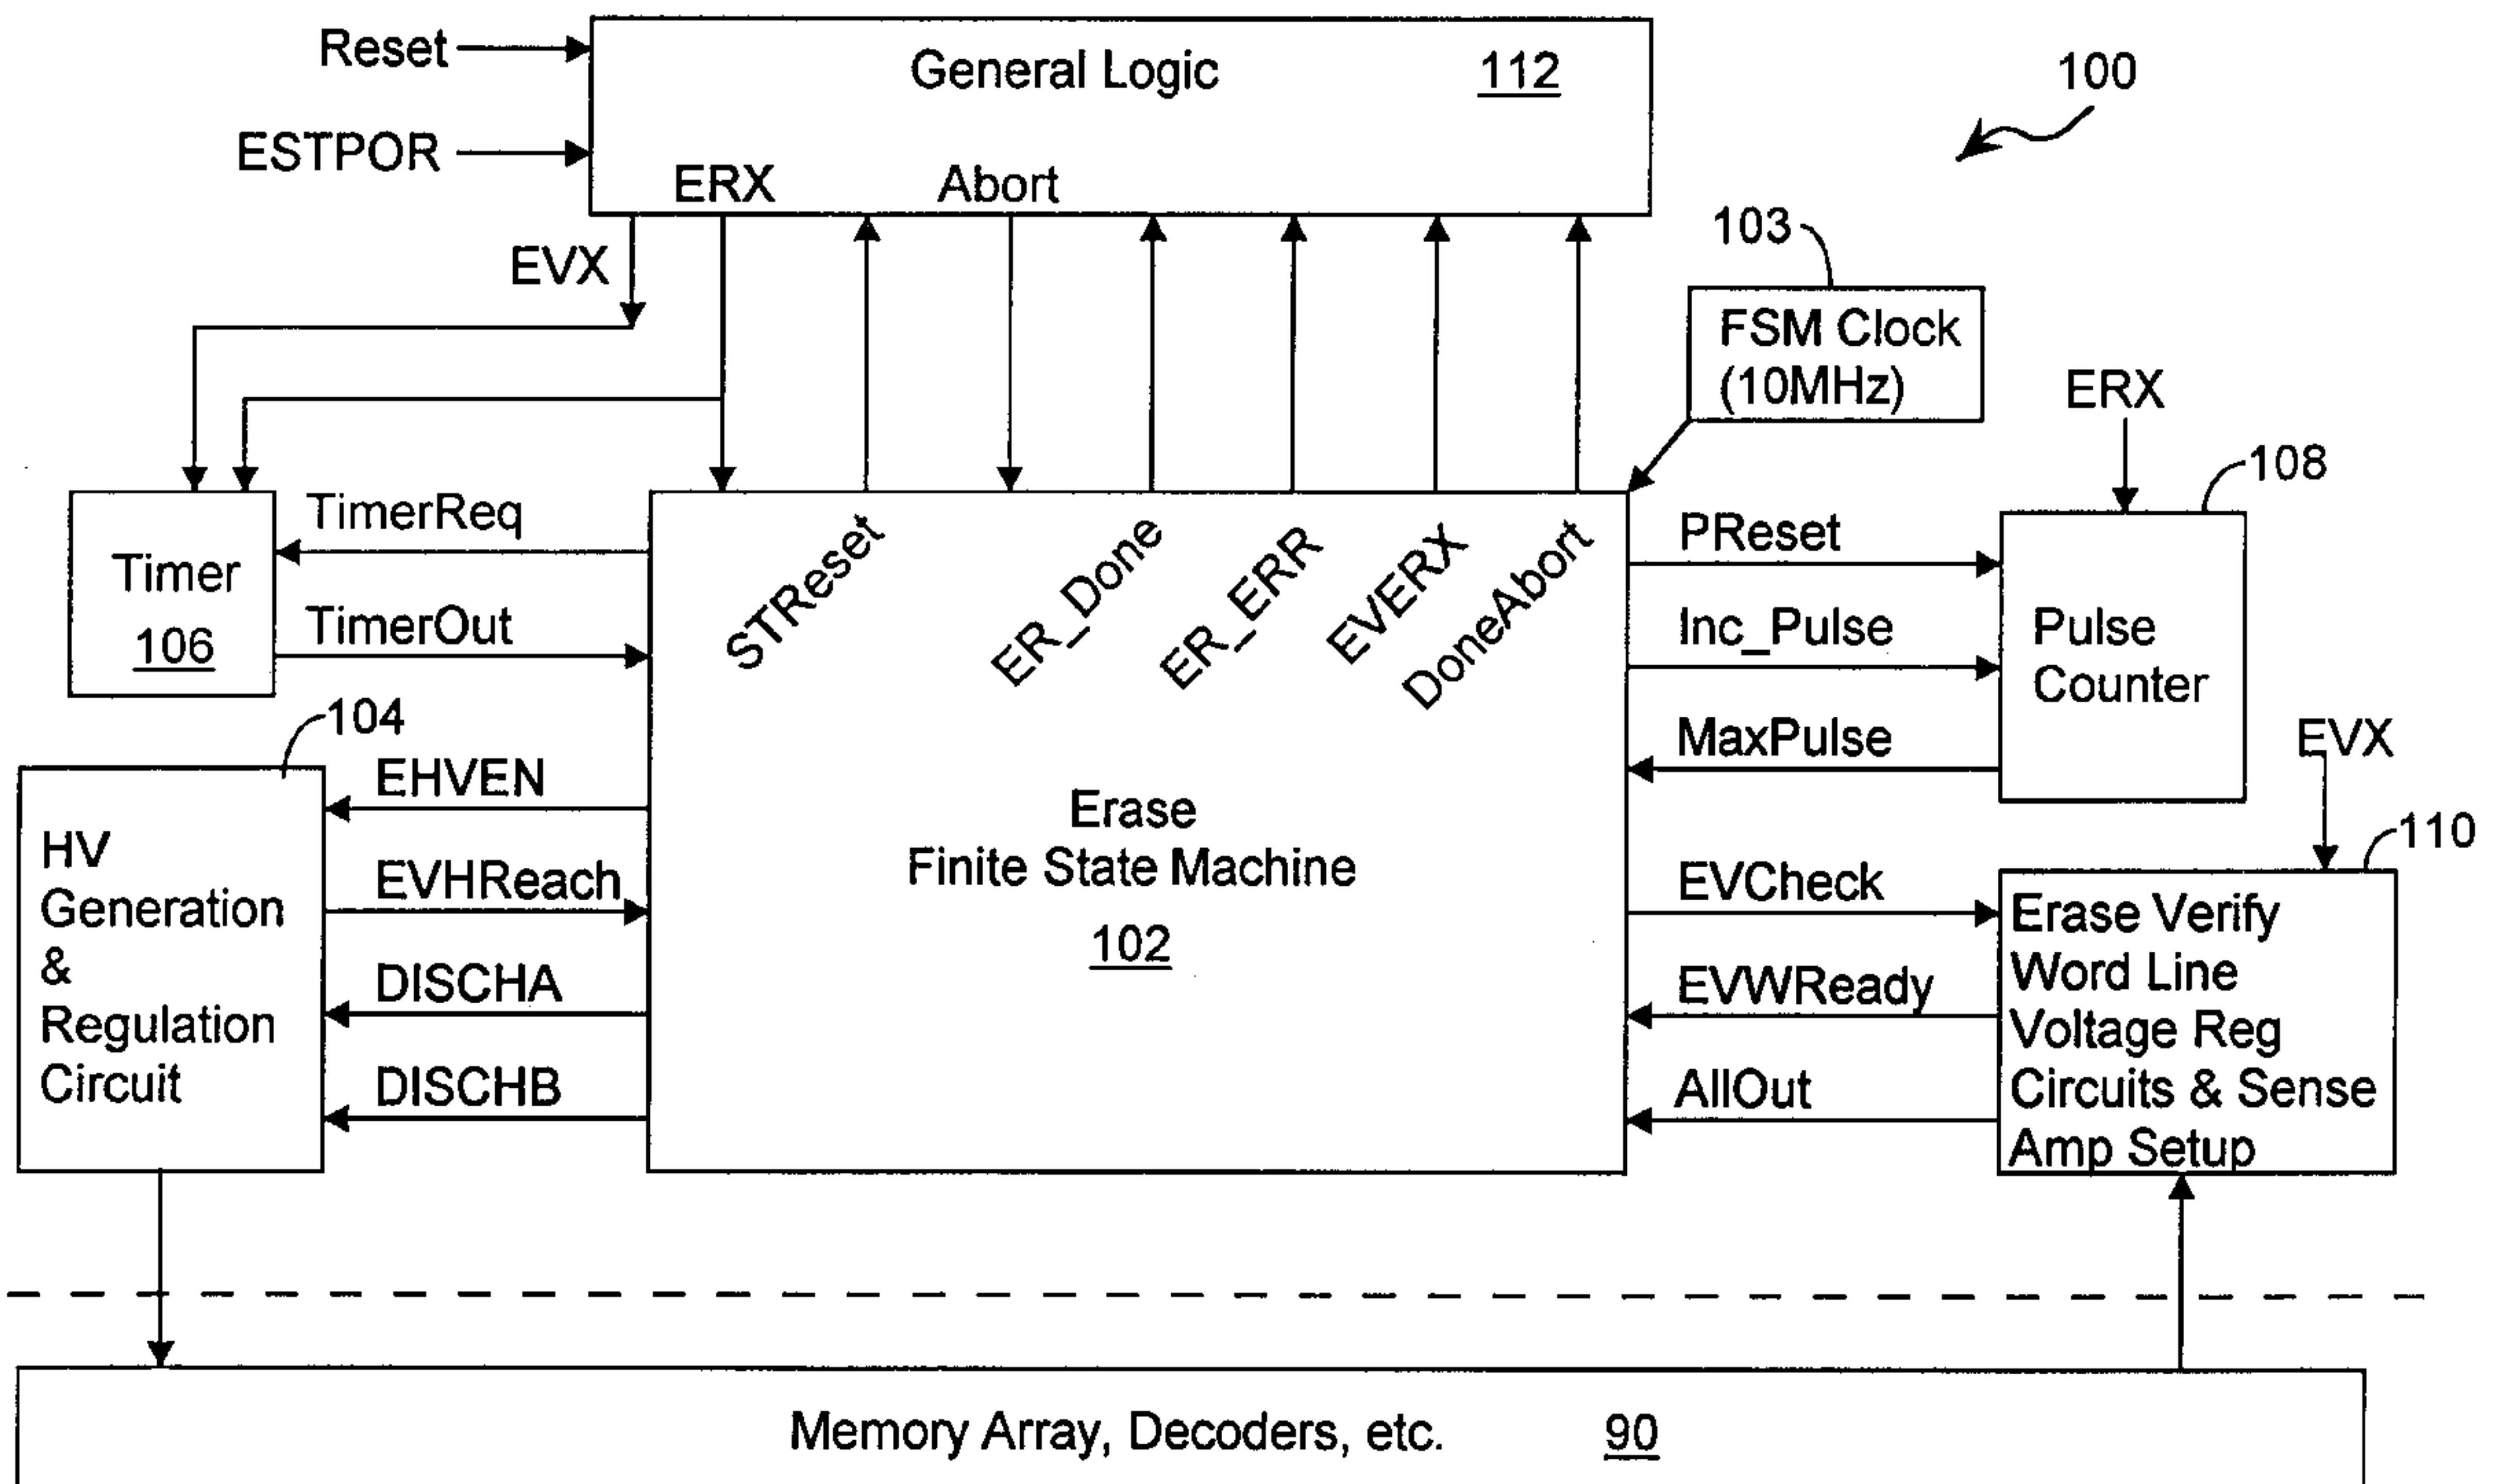 Reset
General Logic 112
100
ESTPOR
ERX Abort
EVX
103
FSM Clock
(10MHz)
ERX
108
TimerReq
Timer
106
TimerOut
STReset
ER_Done
ER_ERR
EVERX
DoneAbort
PReset
Inc_Pulse
MaxPulse
Pulse
Counter
EVX
104
EHVEN
EVHReach
DISCHA
DISCHB
HV
Generation
&
Regulation
Circuit
Erase
Finite State Machine
102
110
EVCheck
EVWReady
AllOut
Erase Verify
Word Line
Voltage Reg
Circuits & Sense
Amp Setup
Memory Array, Decoders, etc. 90